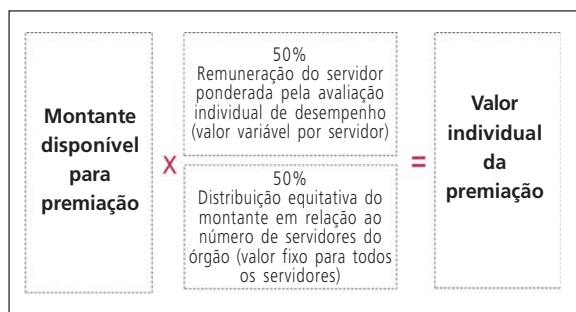 Montante
disponível
para
premiação
X
50%
Remuneração do servidor
ponderada pela avaliação
individual de desempenho
(valor variável por servidor)
50%
Distribuição equitativa do
montante em relação ao
número de servidores do
órgão (valor fixo para todos
os servidores)
=
Valor
individual
da
premiação